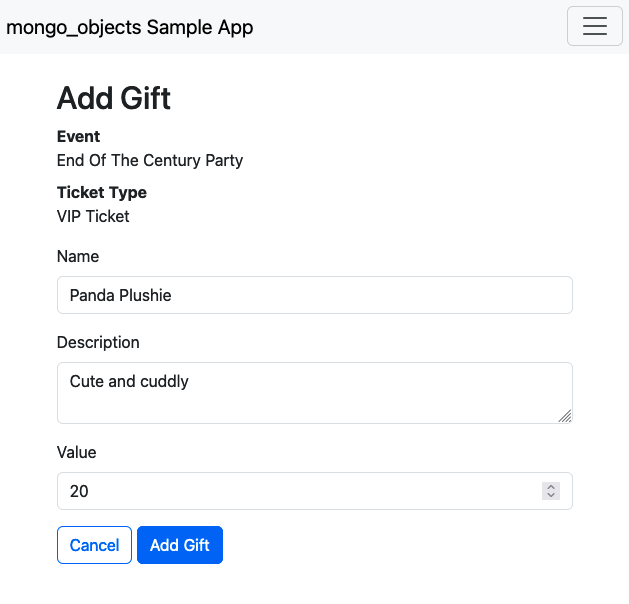 mongo_objects Sample App
Add Gift
Event
End Of The Century Party
Ticket Type
VIP Ticket
Name
Panda Plushie
Description
Cute and cuddly
Value
20
Cancel Add Gift